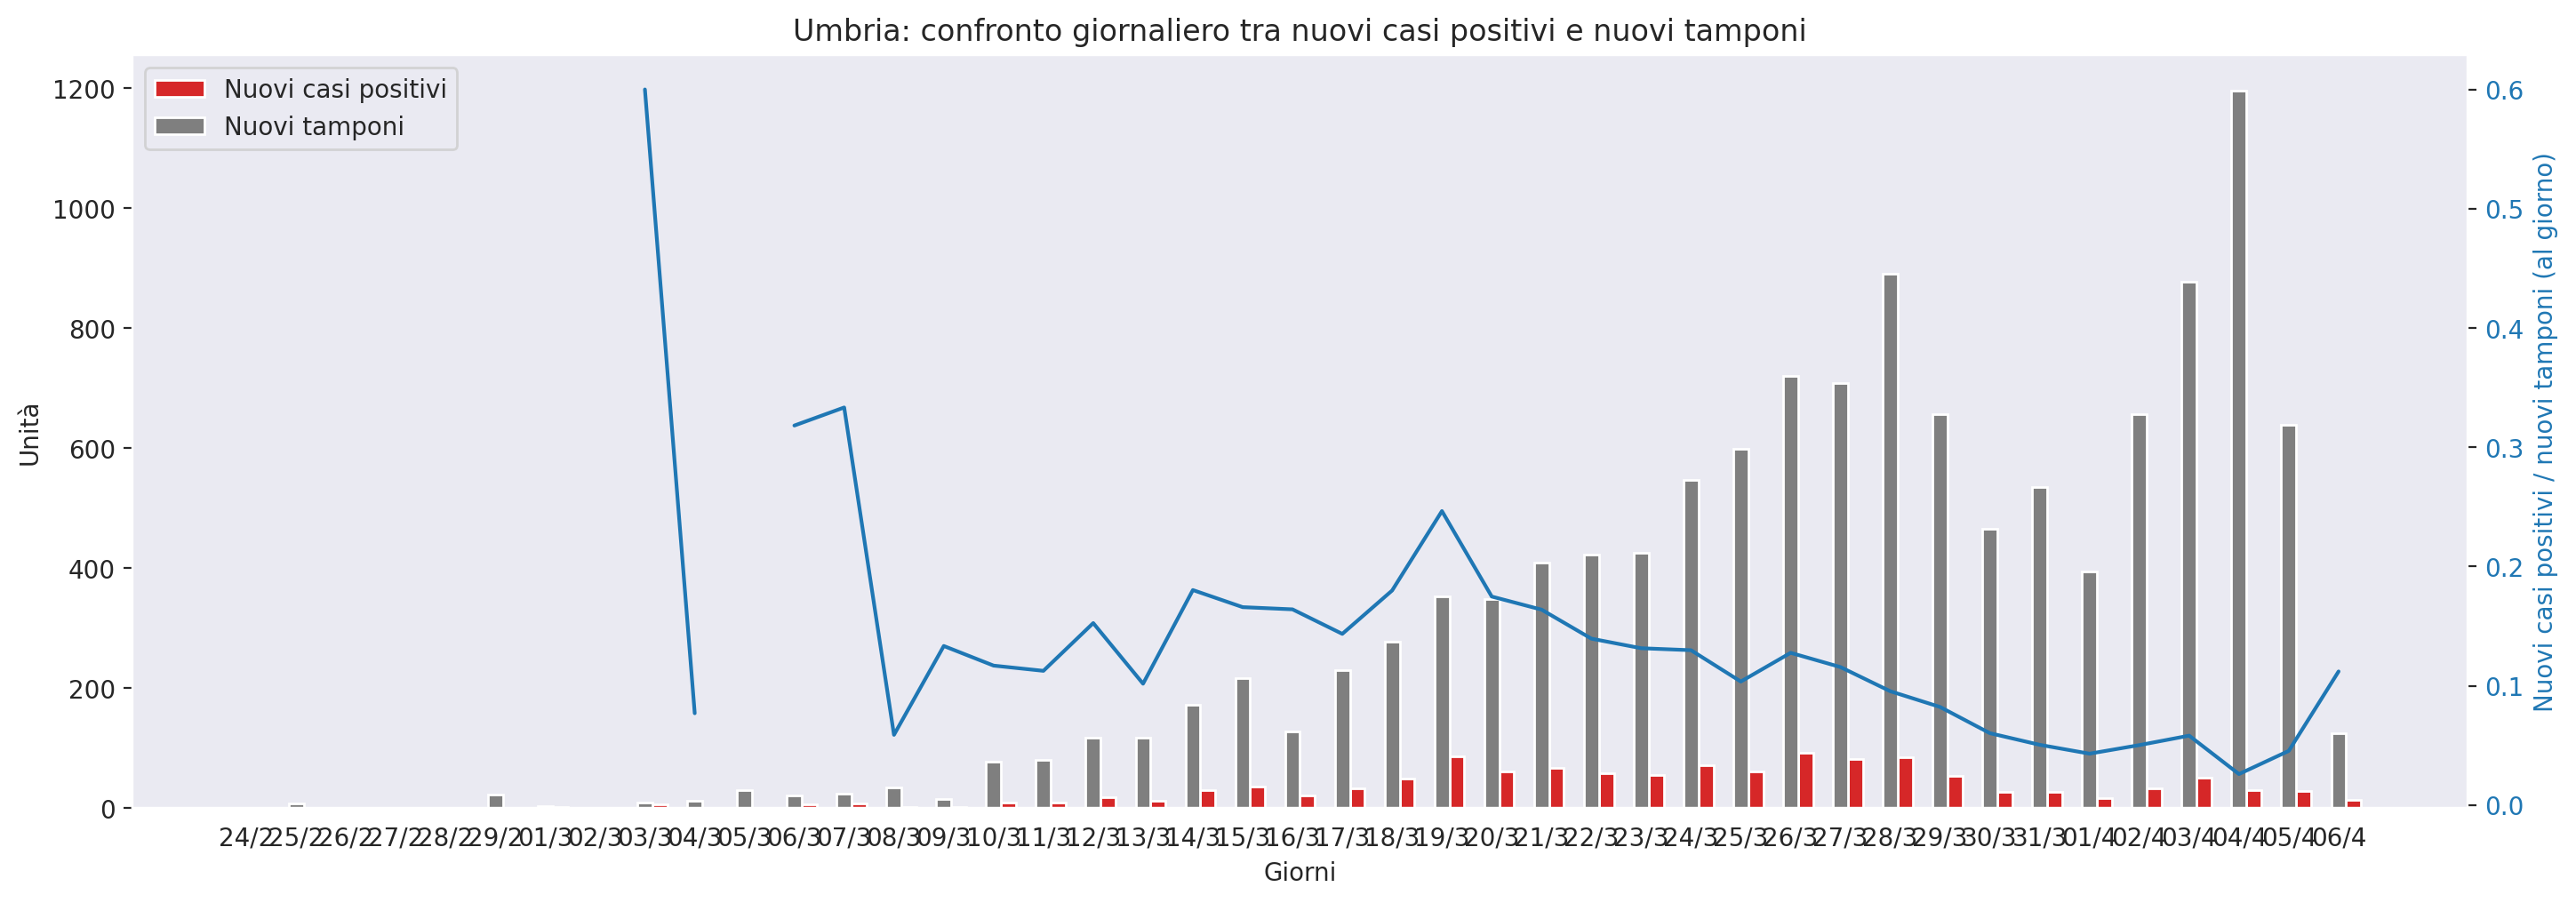 Umbria: confronto giornaliero tra nuovi casi positivi e nuovi tamponi
Nuovi casi positivi
Nuovi tamponi
1200
1000
800
600
400
200
0
Unità
0.6
0.5
0.4
0.3
0.2
0.1
0.0
Nuovi casi positivi / nuovi tamponi (al giorno)
24/2 25/2 26/2 27/2 28/2 29/2 01/3 02/3 03/3 04/3 05/3 06/3 07/3 08/3 09/3 10/3 11/3 12/3 13/3 14/3 15/3 16/3 17/3 18/3 19/3 20/3 21/3 22/3 23/3 24/3 25/3 26/3 27/3 28/3 29/3 30/3 31/3 01/4 02/4 03/4 04/4 05/4 06/4
Giorni